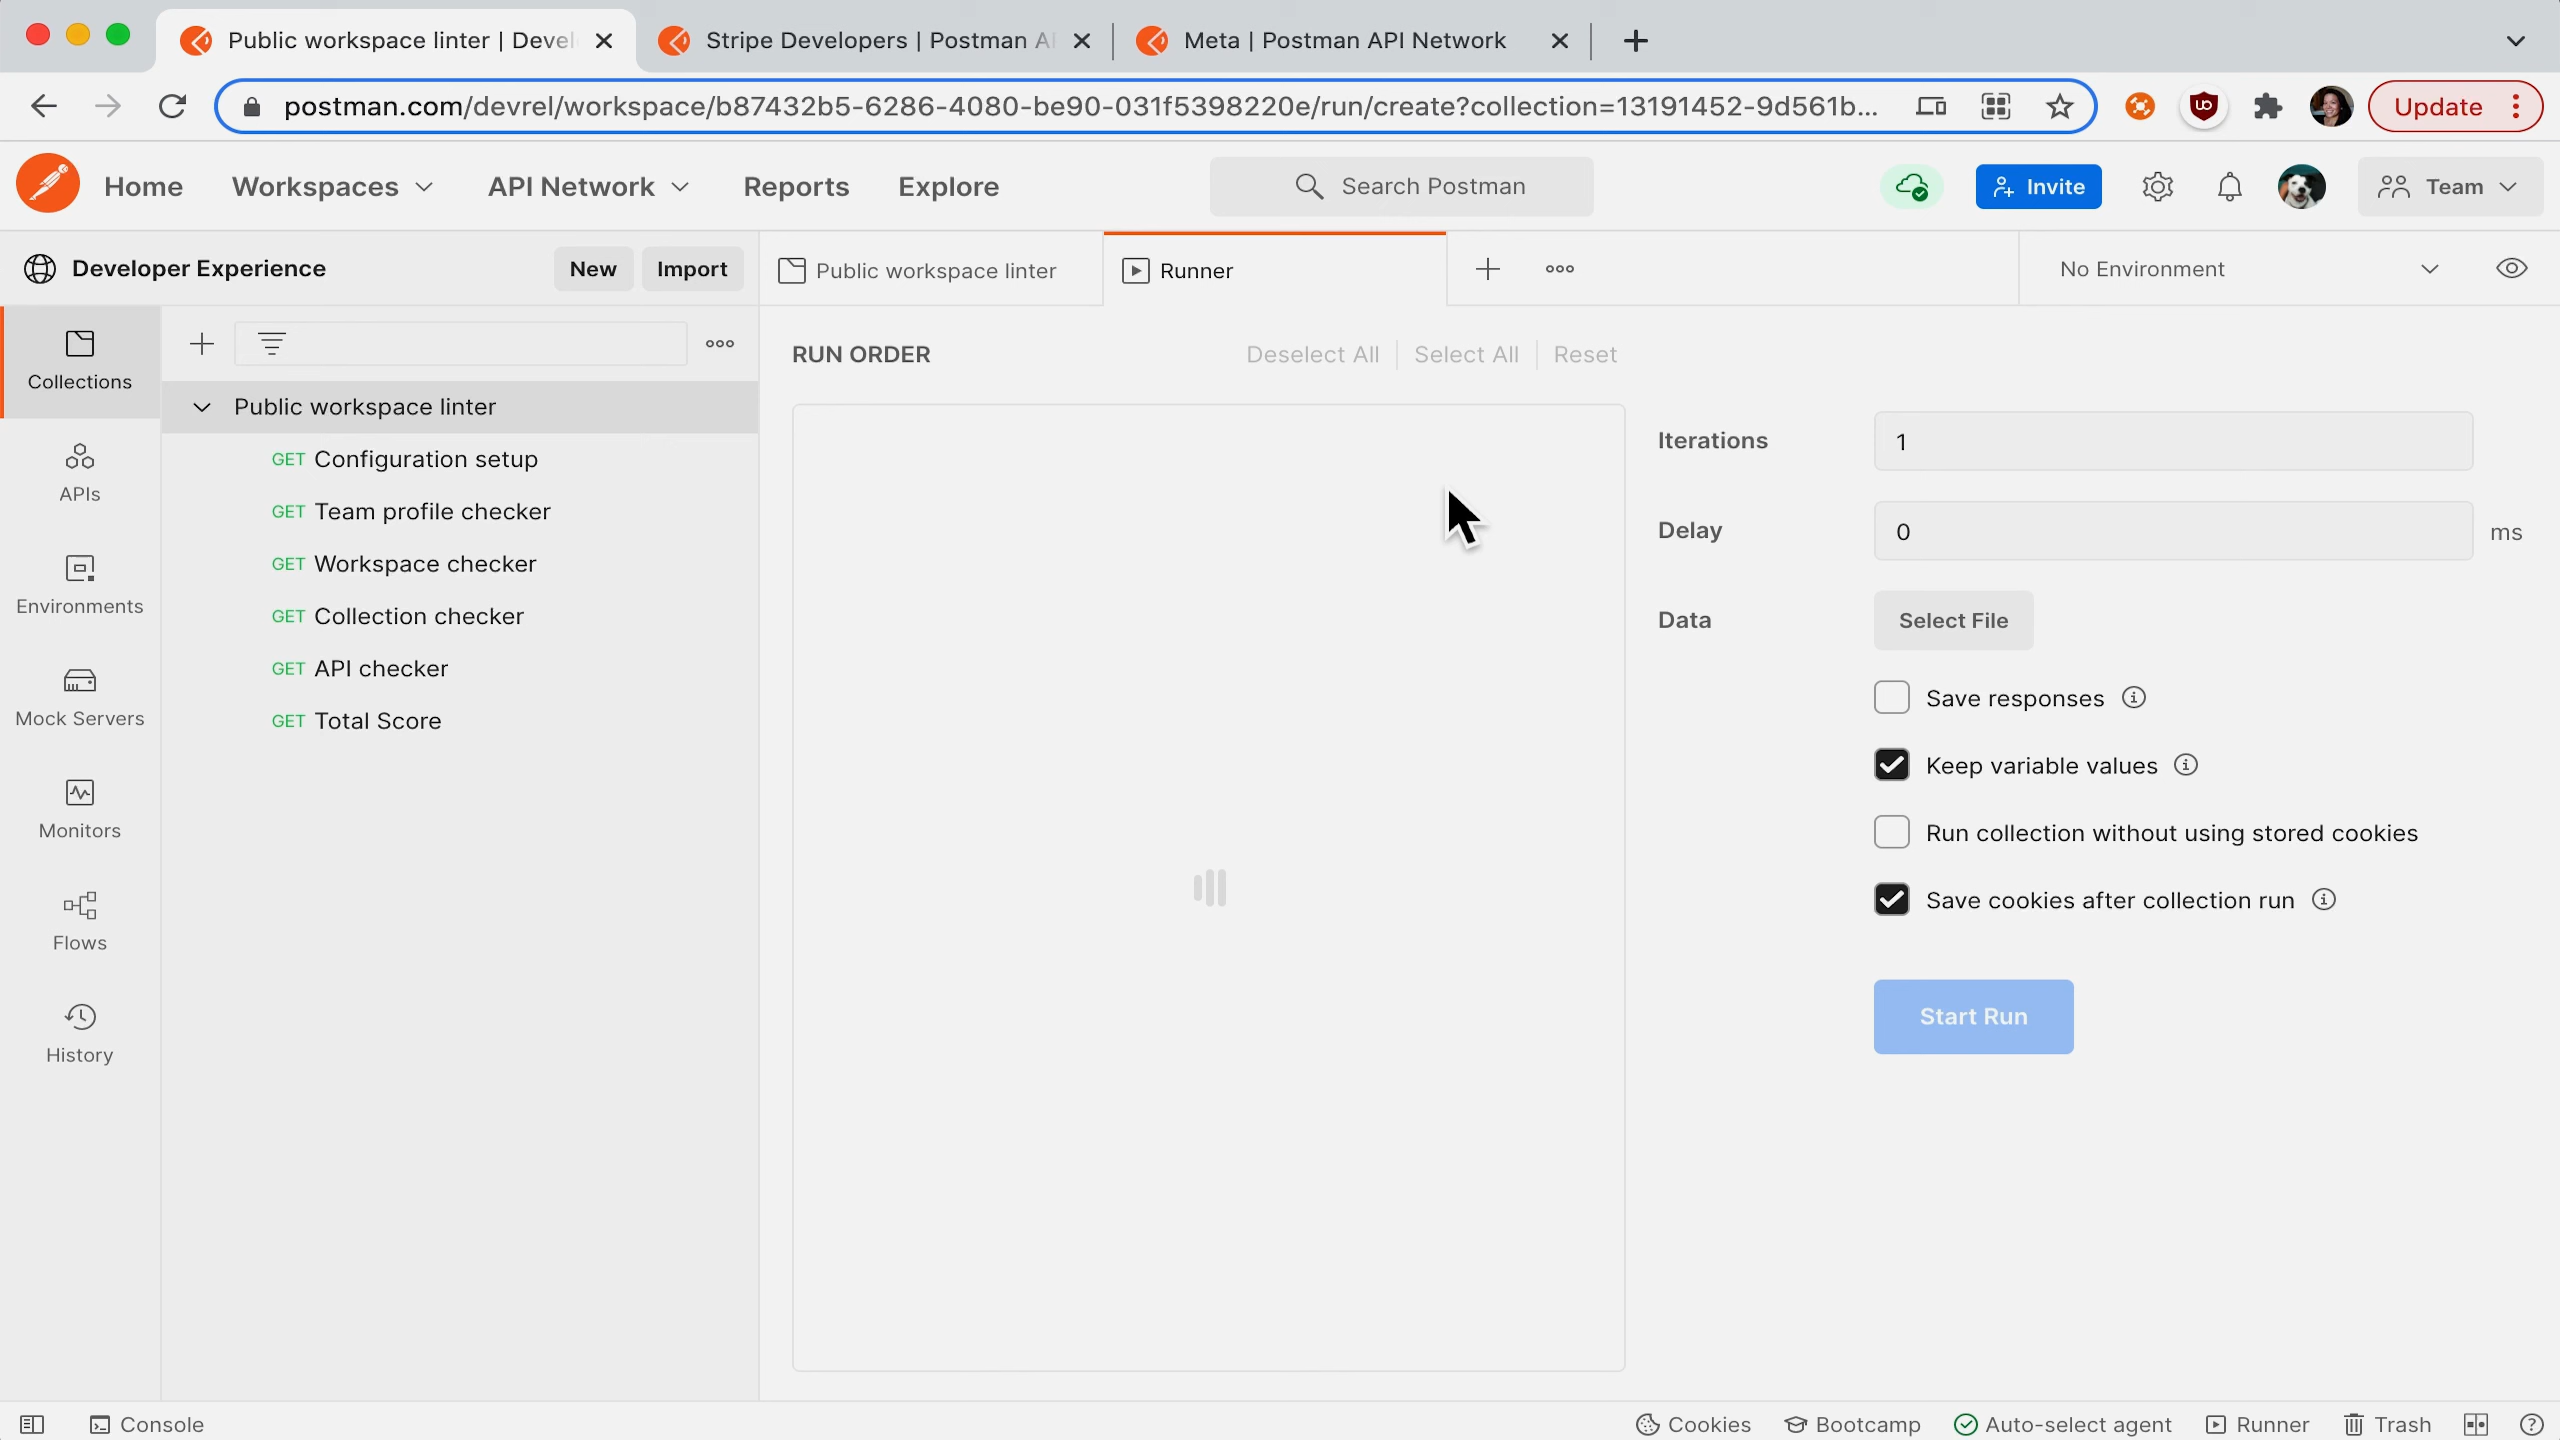 Public workspace linter | Devel
Stripe Developers | Postman A
Meta | Postman API Network
postman.com/devrel/workspace/b87432b5-6286-4080-be90-031f5398220e/run/create?collection=13191452-9d561b...
Update
Home
Workspaces
API Network
Reports
Explore
Search Postman
Invite
Team
Developer Experience
New
Import
Public workspace linter
Runner
No Environment
Collections
APIs
Environments
Mock Servers
Monitors
Flows
History
Public workspace linter
GET Configuration setup
GET Team profile checker
GET Workspace checker
GET Collection checker
GET API checker
GET Total Score
RUN ORDER
Deselect All
Select All
Reset
Iterations
1
Delay
0
ms
Data
Select File
Save responses
Keep variable values
Run collection without using stored cookies
Save cookies after collection run
Start Run
Console
Cookies
Bootcamp
Auto-select agent
Runner
Trash